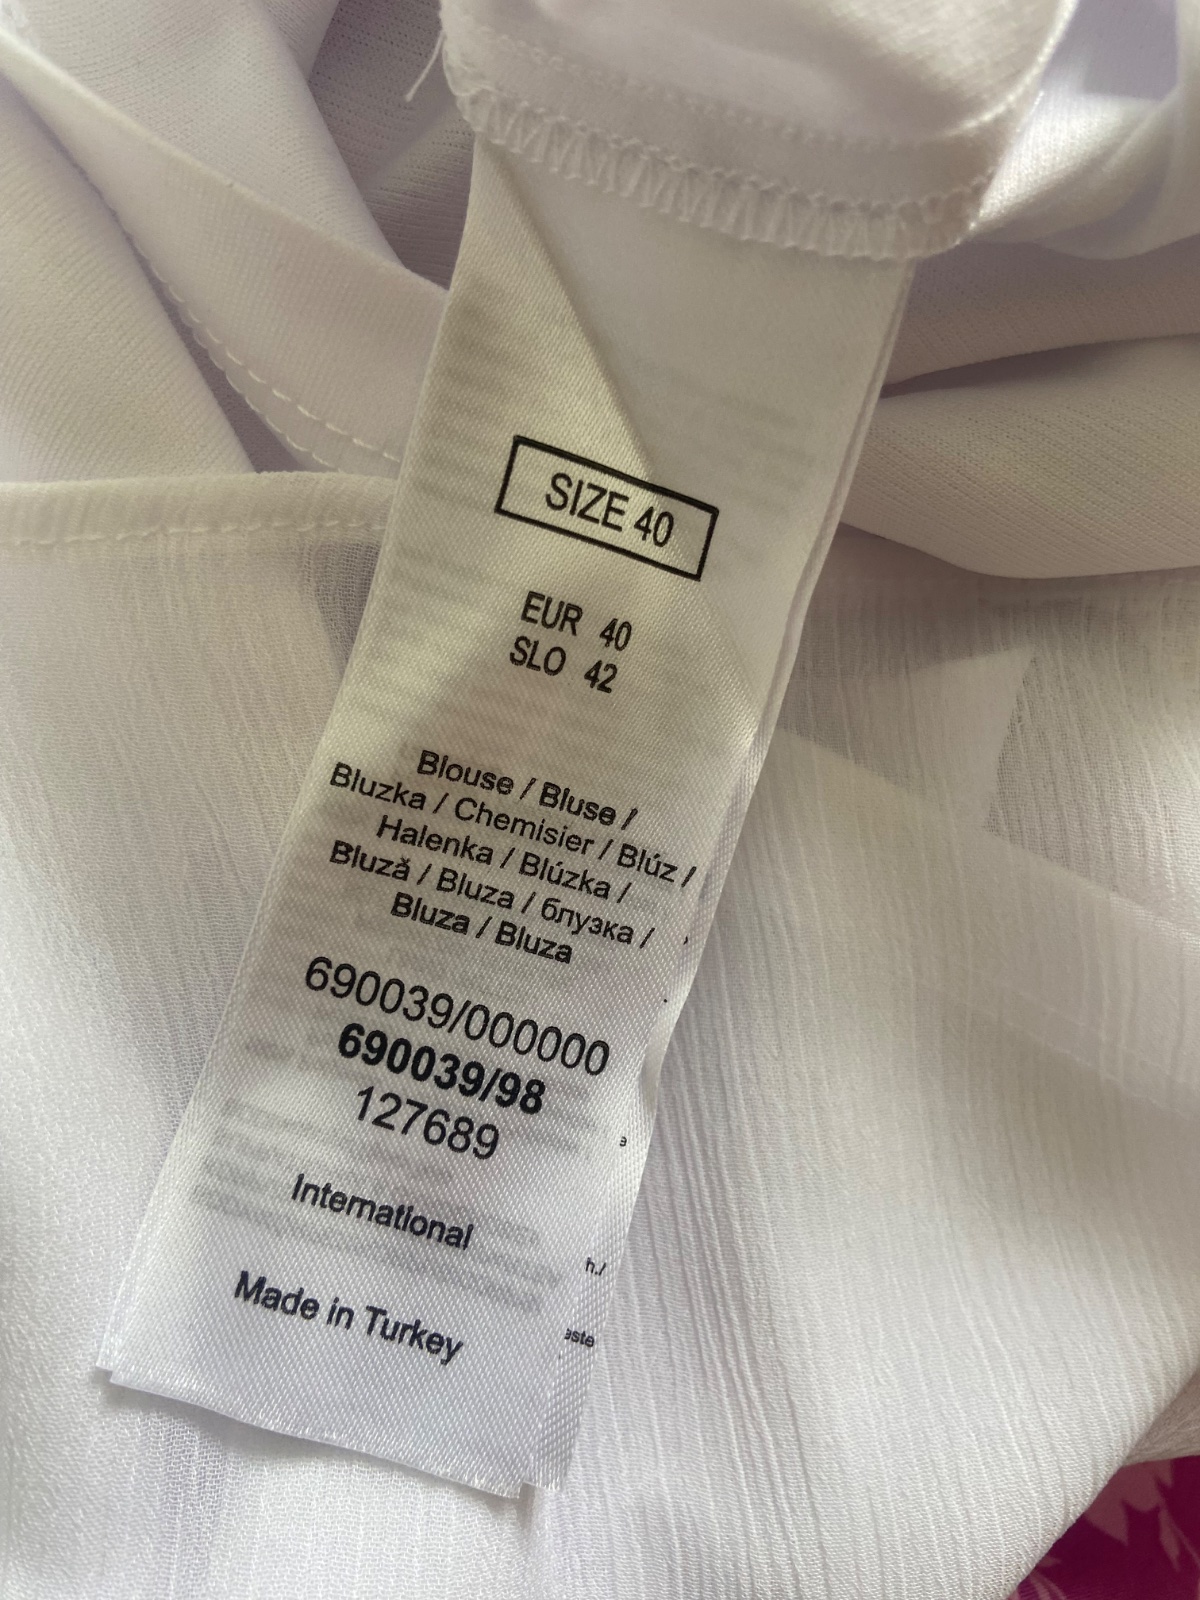 SIZE 40
EUR 40
SLO 42
Blouse / Bluse /
Bluzka / Chemisier / Blúz /
Halenka / Blúzka /
Bluză / Bluza / блузка /
Bluza / Bluza
690039/000000
690039/98
127689
International
Made in Turkey